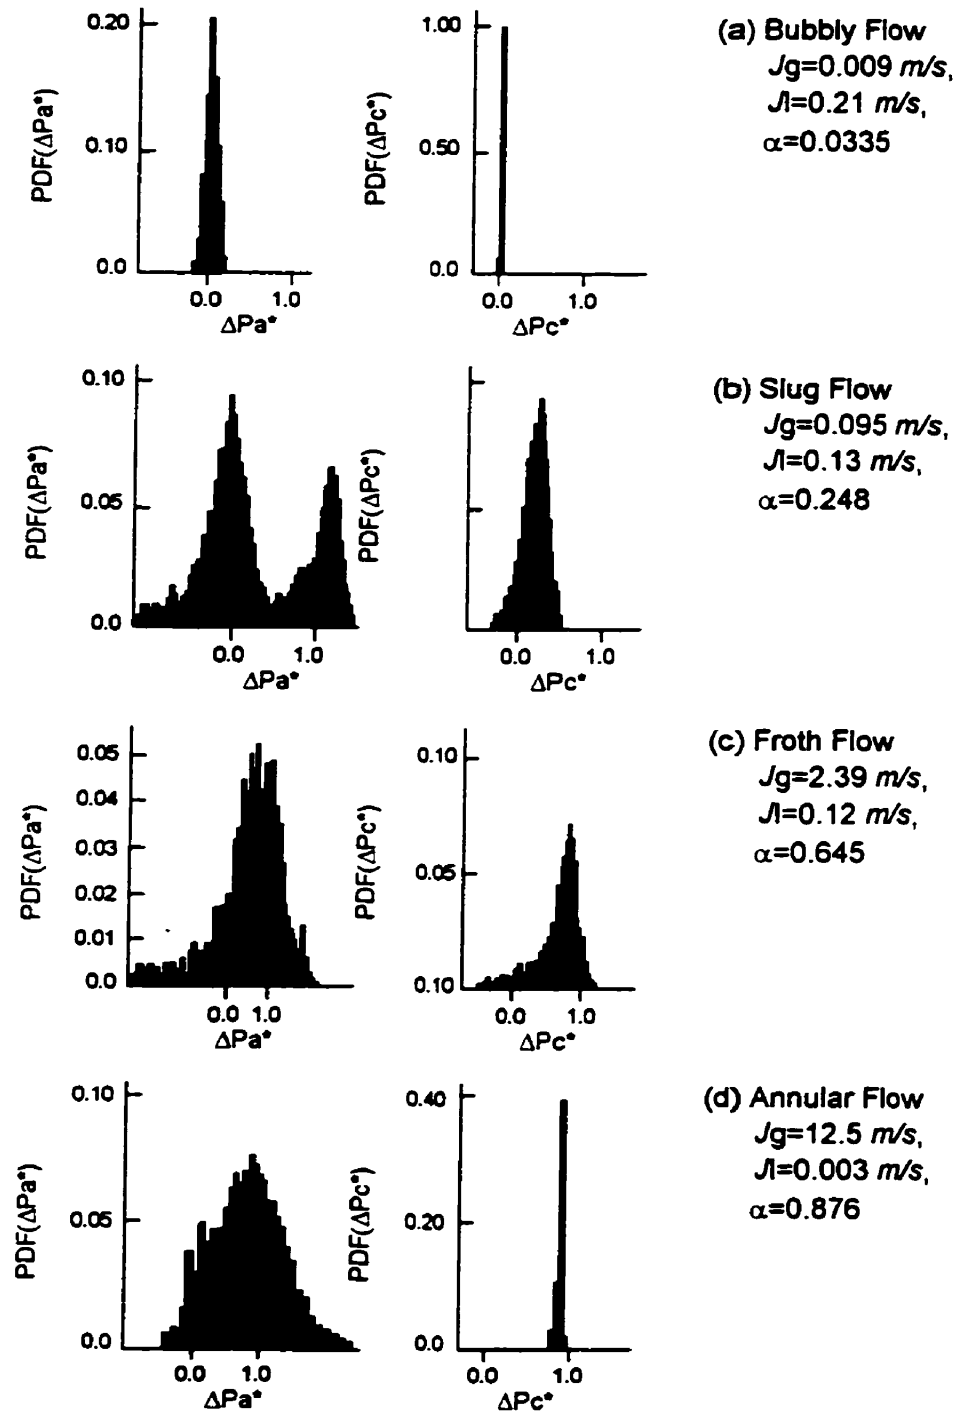 0.20
0.10
0.0
PDF(ΔPa*)
0.0 1.0
ΔPa*
1.00
0.50
0.0
PDF(ΔPc*)
0.0 1.0
ΔPc*
(a) Bubbly Flow
Jg=0.009 m/s,
Jl=0.21 m/s,
α=0.0335
0.10
0.05
0.0
PDF(ΔPa*)
0.0 1.0
ΔPa*
PDF(ΔPc*)
0.0 1.0
ΔPc*
(b) Slug Flow
Jg=0.095 m/s,
Jl=0.13 m/s,
α=0.248
0.05
0.04
0.03
0.02
0.01
0.0
PDF(ΔPa*)
0.0 1.0
ΔPa*
0.10
0.05
0.10
PDF(ΔPc*)
0.0 1.0
ΔPc*
(c) Froth Flow
Jg=2.39 m/s,
Jl=0.12 m/s,
α=0.645
0.10
0.05
0.0
PDF(ΔPa*)
0.0 1.0
ΔPa*
0.40
0.20
0.0
PDF(ΔPc*)
0.0 1.0
ΔPc*
(d) Annular Flow
Jg=12.5 m/s,
Jl=0.003 m/s,
α=0.876